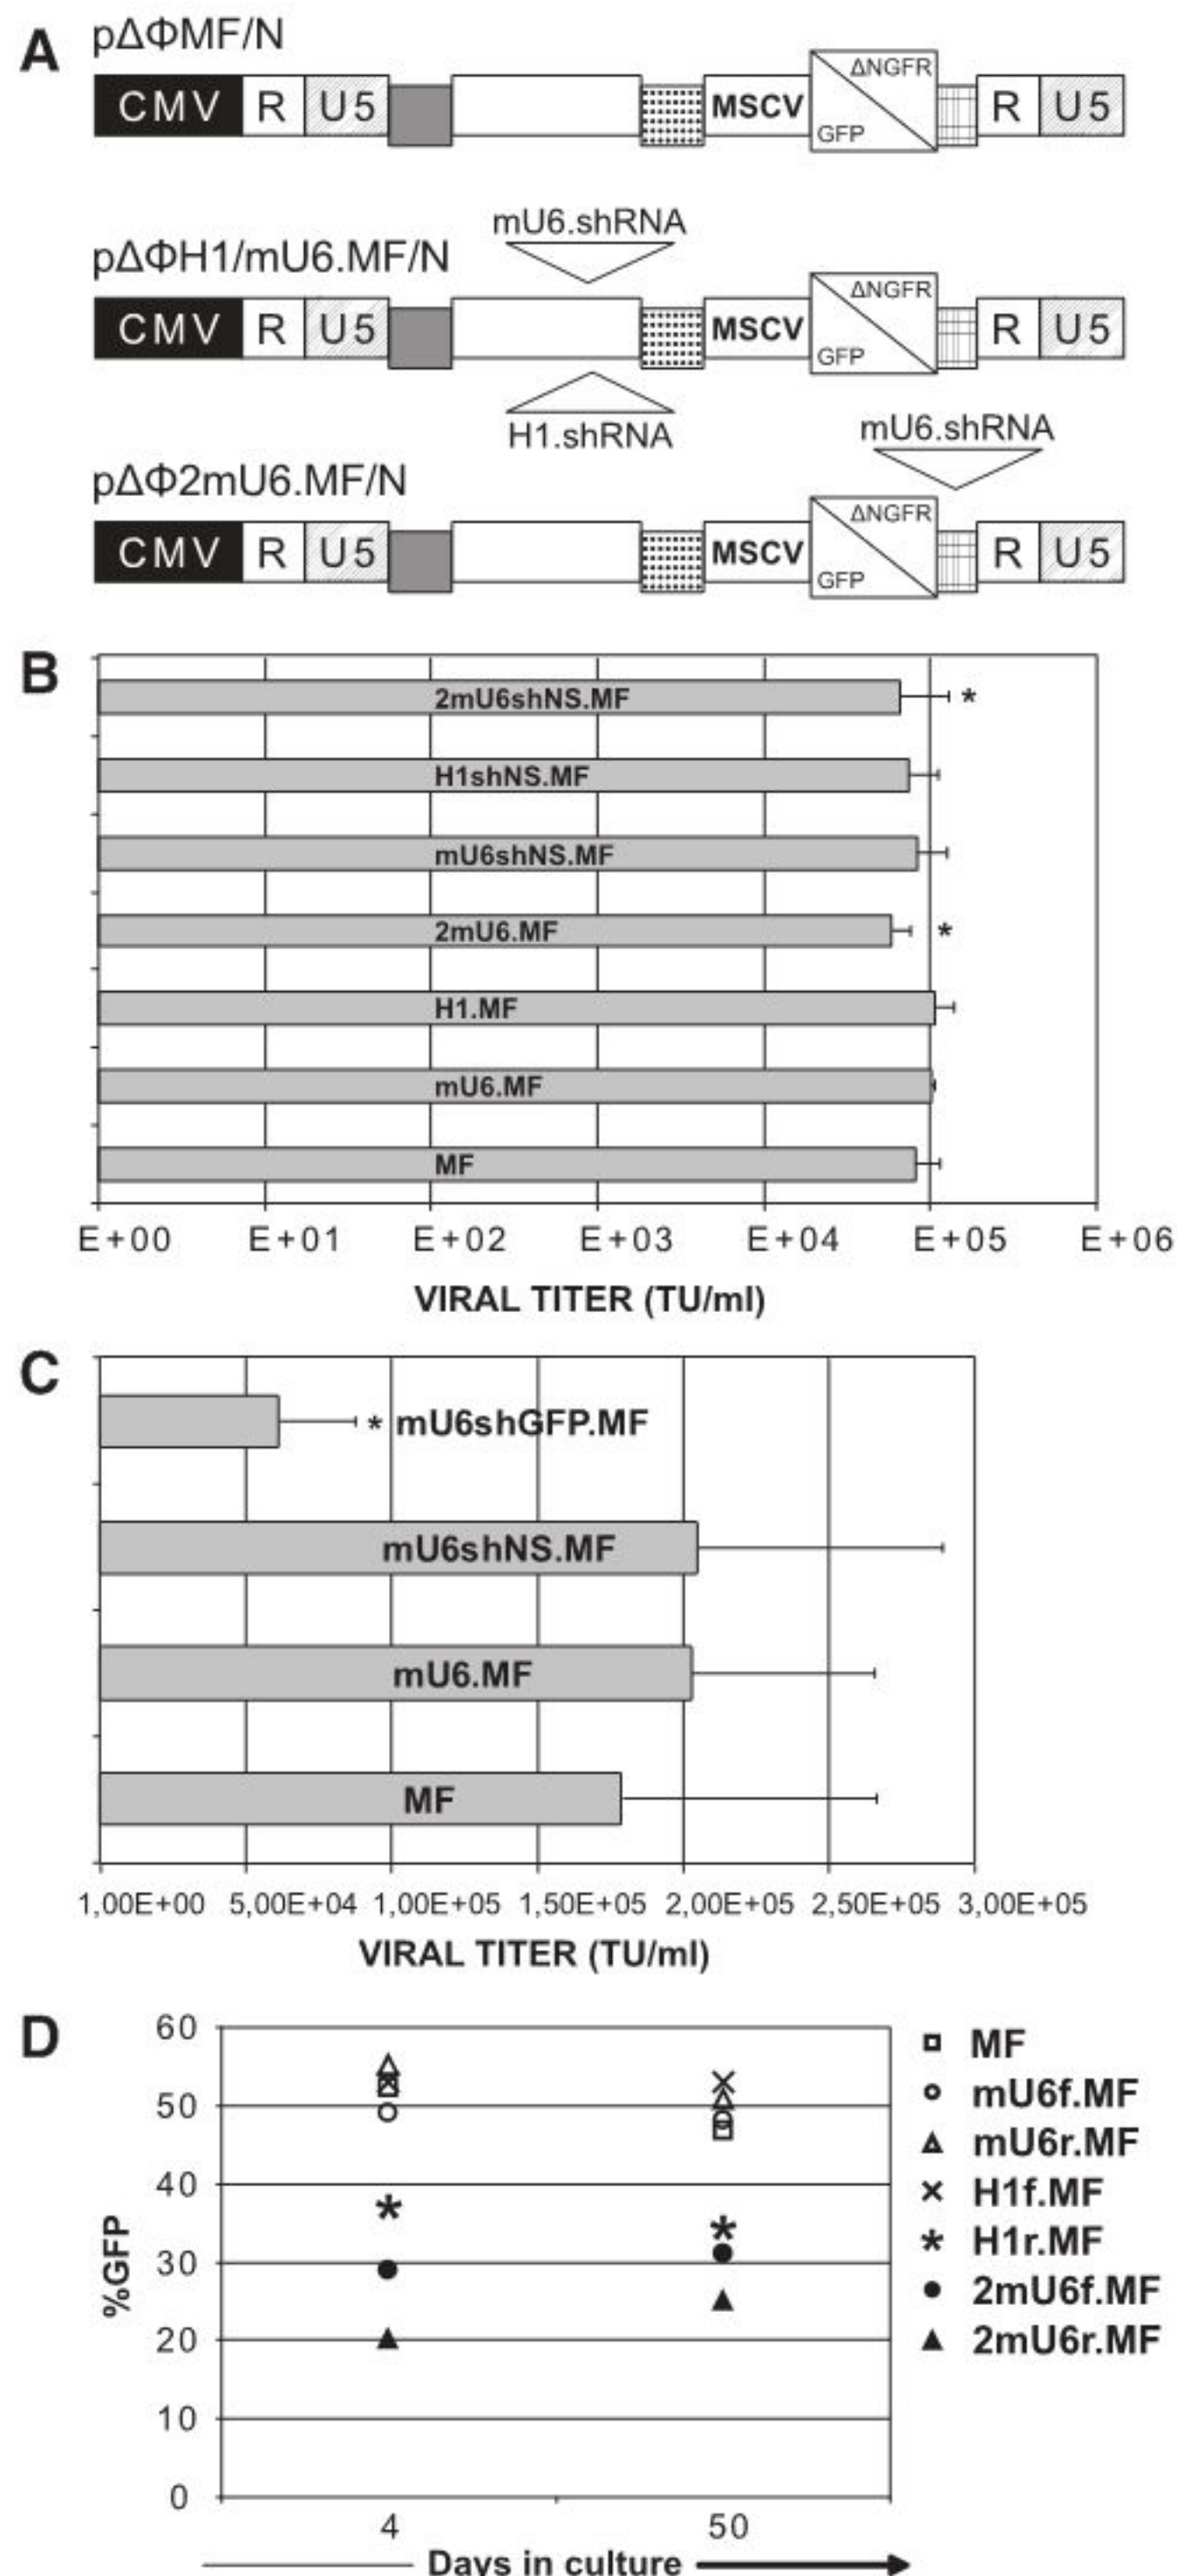 A
pΔΦMF/N
CMV R U5 MSCV ΔNGFR GFP R U5
mU6.shRNA
pΔΦH1/mU6.MF/N
CMV R U5 MSCV ΔNGFR GFP R U5
H1.shRNA
mU6.shRNA
pΔΦ2mU6.MF/N
CMV R U5 MSCV ΔNGFR GFP R U5
B
2mU6shNS.MF *
H1shNS.MF
mU6shNS.MF
2mU6.MF *
H1.MF
mU6.MF
MF
E+00 E+01 E+02 E+03 E+04 E+05 E+06
VIRAL TITER (TU/ml)
C
* mU6shGFP.MF
mU6shNS.MF
mU6.MF
MF
1,00E+00 5,00E+04 1,00E+05 1,50E+05 2,00E+05 2,50E+05 3,00E+05
VIRAL TITER (TU/ml)
D
%GFP
60
50
40
30
20
10
0
4 50
Days in culture
MF
mU6f.MF
mU6r.MF
H1f.MF
H1r.MF
2mU6f.MF
2mU6r.MF